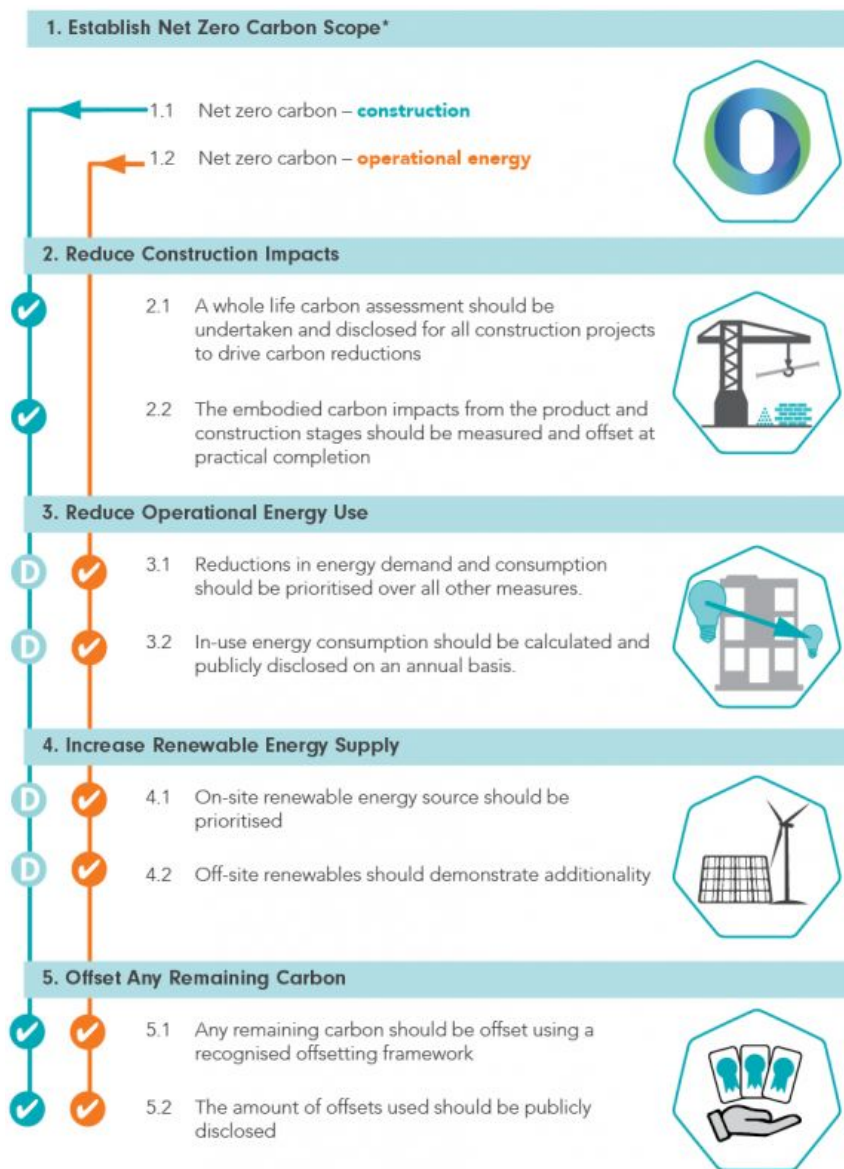 1. Establish Net Zero Carbon Scope*
1.1 Net zero carbon – construction
1.2 Net zero carbon – operational energy
2. Reduce Construction Impacts
2.1 A whole life carbon assessment should be
undertaken and disclosed for all construction projects
to drive carbon reductions
2.2 The embodied carbon impacts from the product and
construction stages should be measured and offset at
practical completion
3. Reduce Operational Energy Use
D 3.1 Reductions in energy demand and consumption
should be prioritised over all other measures.
D 3.2 In-use energy consumption should be calculated and
publicly disclosed on an annual basis.
4. Increase Renewable Energy Supply
D 4.1 On-site renewable energy source should be
prioritised
D 4.2 Off-site renewables should demonstrate additionality
5. Offset Any Remaining Carbon
5.1 Any remaining carbon should be offset using a
recognised offsetting framework
5.2 The amount of offsets used should be publicly
disclosed